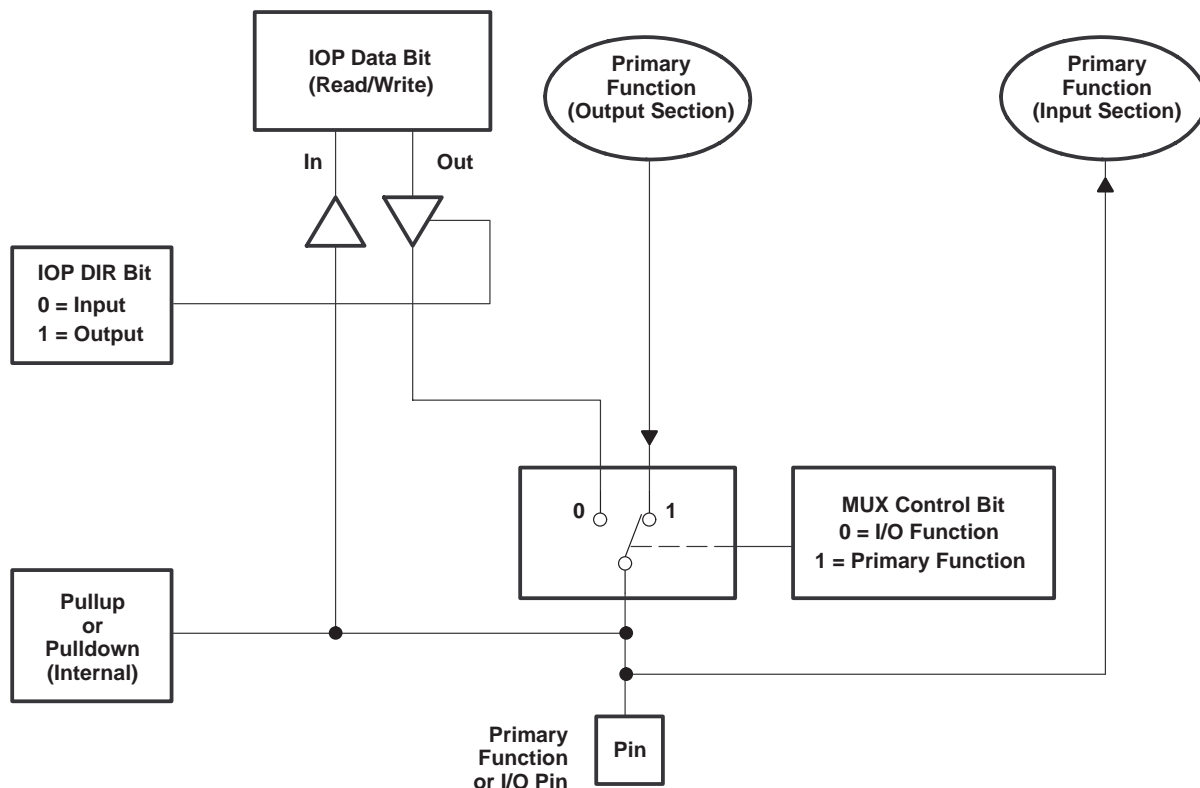 IOP Data Bit
(Read/Write)
Primary
Function
(Output Section)
Primary
Function
(Input Section)
In
Out
IOP DIR Bit
0 = Input
1 = Output
0
1
MUX Control Bit
0 = I/O Function
1 = Primary Function
Pullup
or
Pulldown
(Internal)
Primary
Function
or I/O Pin
Pin